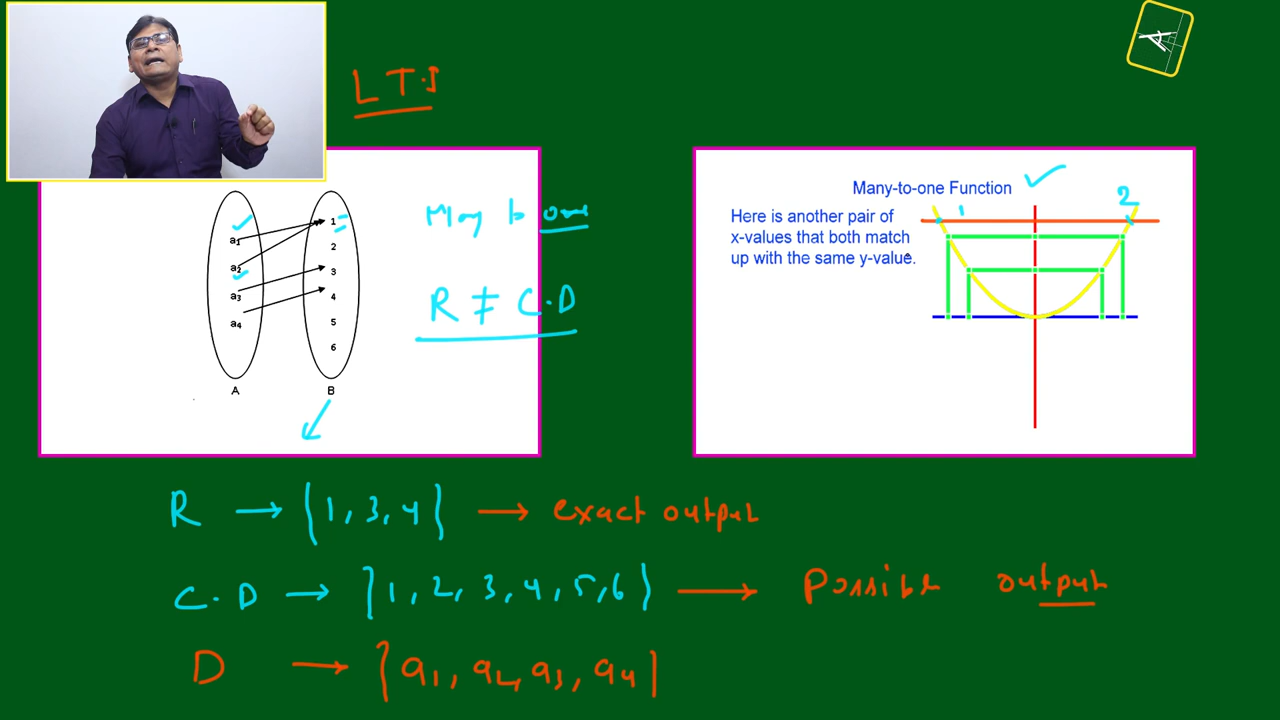 L T.S
a1
a2
a3
a4
1
2
3
4
5
6
A
B
May to one
R ≠ C.D
Many-to-one Function
1
2
Here is another pair of
x-values that both match
up with the same y-value.
R → {1, 3, 4} → exact output
C.D → {1, 2, 3, 4, 5, 6} → Possible output
D → {a1, a2, a3, a4}